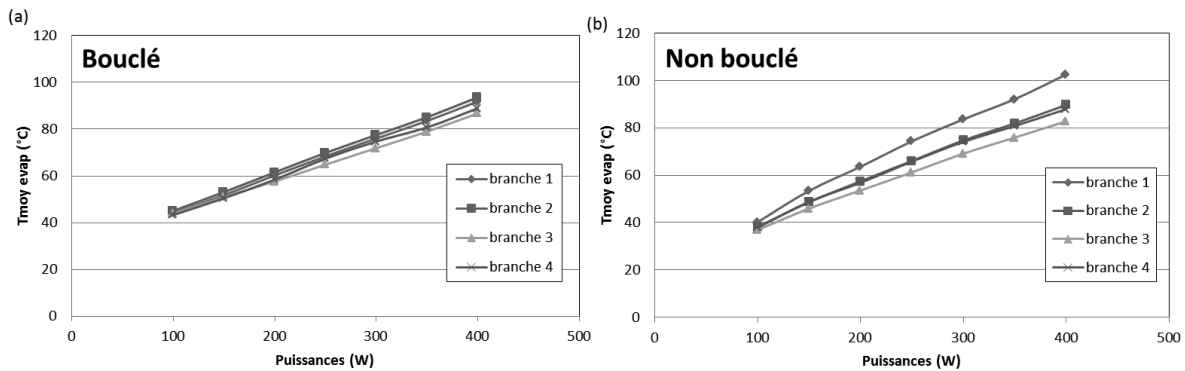 (a)
Bouclé
Tmoy evap (°C)
120
100
80
60
40
20
0
0 100 200 300 400 500
Puissances (W)
branche 1
branche 2
branche 3
branche 4
(b)
Non bouclé
Tmoy evap (°C)
120
100
80
60
40
20
0
0 100 200 300 400 500
Puissances (W)
branche 1
branche 2
branche 3
branche 4